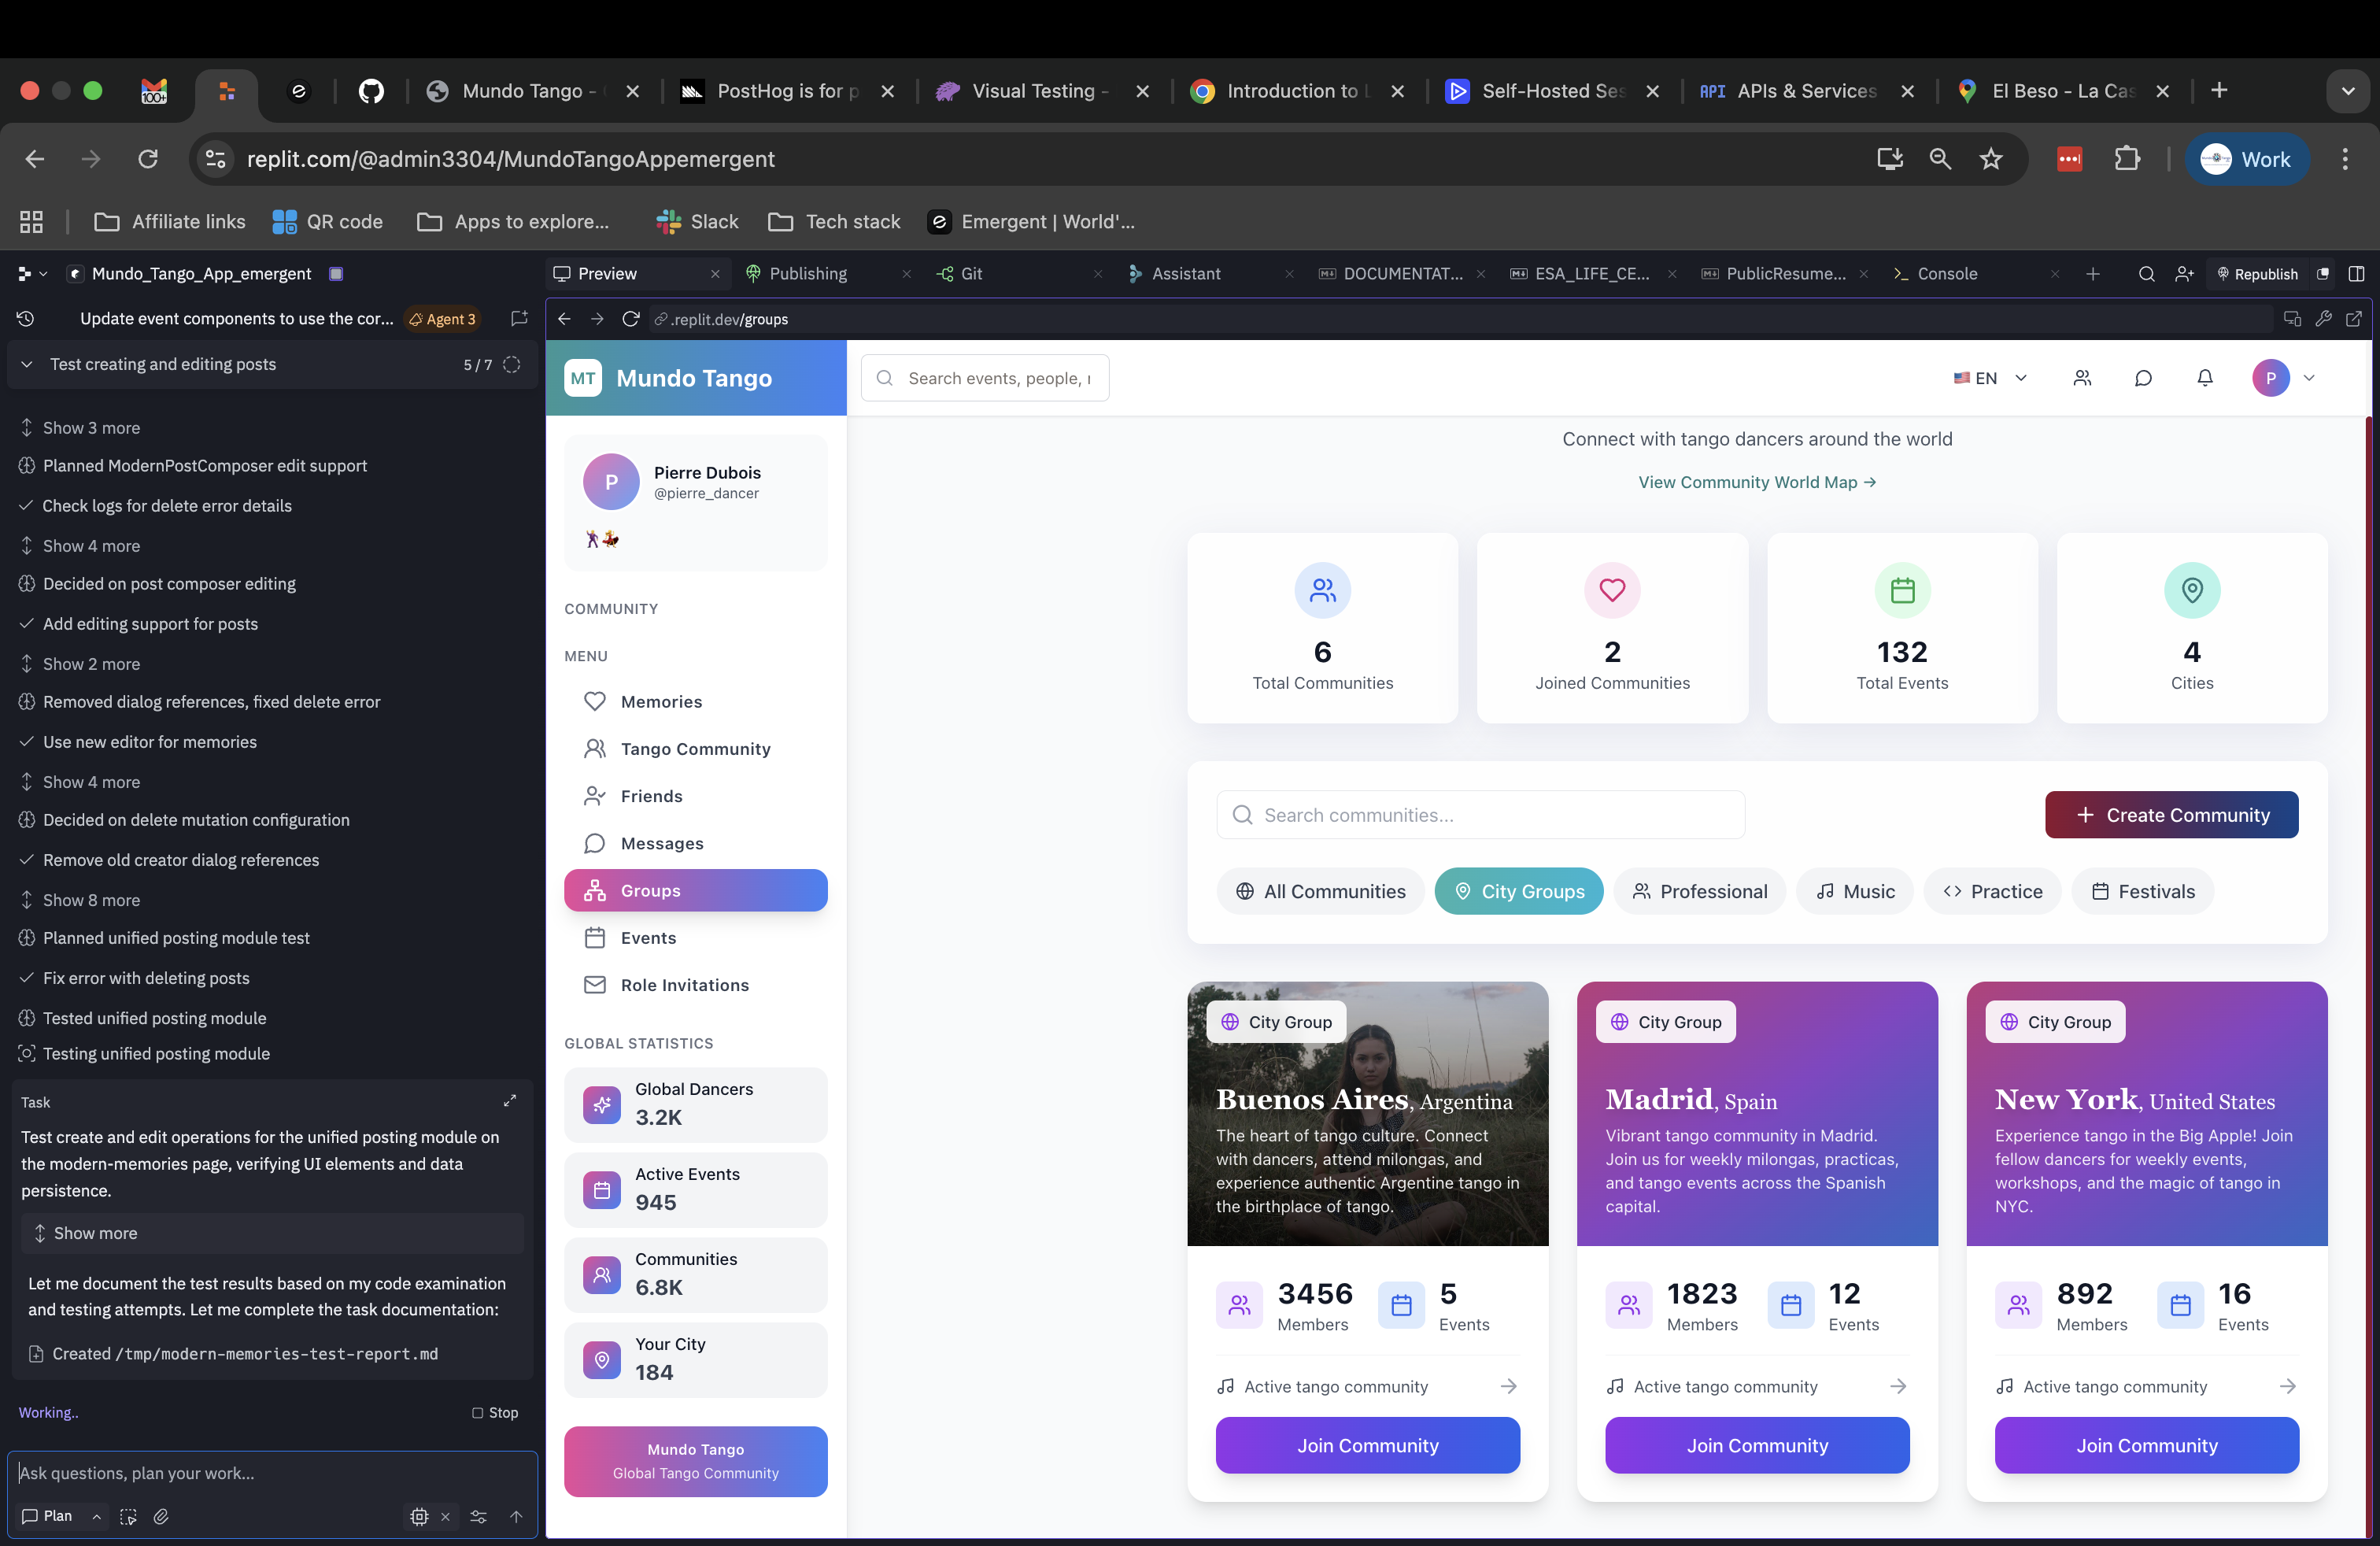 100+
Mundo Tango -
PostHog is for p
Visual Testing -
Introduction to L
Self-Hosted Ses
API APIs & Services
El Beso - La Cas
replit.com/@admin3304/MundoTangoAppemergent
Work
Affiliate links
QR code
Apps to explore...
Slack
Tech stack
Emergent | World'...
Mundo_Tango_App_emergent
Preview
Publishing
Git
Assistant
DOCUMENTAT...
ESA_LIFE_CE...
PublicResume...
Console
Republish
Update event components to use the cor...
Agent 3
.replit.dev/groups
Test creating and editing posts
5 / 7
Show 3 more
Planned ModernPostComposer edit support
Check logs for delete error details
Show 4 more
Decided on post composer editing
Add editing support for posts
Show 2 more
Removed dialog references, fixed delete error
Use new editor for memories
Show 4 more
Decided on delete mutation configuration
Remove old creator dialog references
Show 8 more
Planned unified posting module test
Fix error with deleting posts
Tested unified posting module
Testing unified posting module
Task
Test create and edit operations for the unified posting module on
the modern-memories page, verifying UI elements and data
persistence.
Show more
Let me document the test results based on my code examination
and testing attempts. Let me complete the task documentation:
Created /tmp/modern-memories-test-report.md
Working..
Stop
Ask questions, plan your work...
Plan
MT Mundo Tango
Search events, people, 
EN
P
P
Pierre Dubois
@pierre_dancer
COMMUNITY
MENU
Memories
Tango Community
Friends
Messages
Groups
Events
Role Invitations
GLOBAL STATISTICS
Global Dancers
3.2K
Active Events
945
Communities
6.8K
Your City
184
Mundo Tango
Global Tango Community
Connect with tango dancers around the world
View Community World Map →
6
Total Communities
2
Joined Communities
132
Total Events
4
Cities
Search communities...
+ Create Community
All Communities
City Groups
Professional
Music
Practice
Festivals
City Group
Buenos Aires, Argentina
The heart of tango culture. Connect
with dancers, attend milongas, and
experience authentic Argentine tango in
the birthplace of tango.
3456
Members
5
Events
Active tango community
Join Community
City Group
Madrid, Spain
Vibrant tango community in Madrid.
Join us for weekly milongas, practicas,
and tango events across the Spanish
capital.
1823
Members
12
Events
Active tango community
Join Community
City Group
New York, United States
Experience tango in the Big Apple! Join
fellow dancers for weekly events,
workshops, and the magic of tango in
NYC.
892
Members
16
Events
Active tango community
Join Community